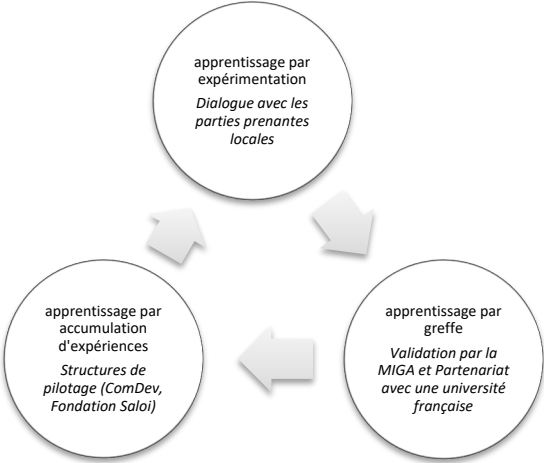 apprentissage par
expérimentation
Dialogue avec les
parties prenantes
locales
apprentissage par
greffe
Validation par la
MIGA et Partenariat
avec une université
française
apprentissage par
accumulation
d'expériences
Structures de
pilotage (ComDev,
Fondation Saloi)